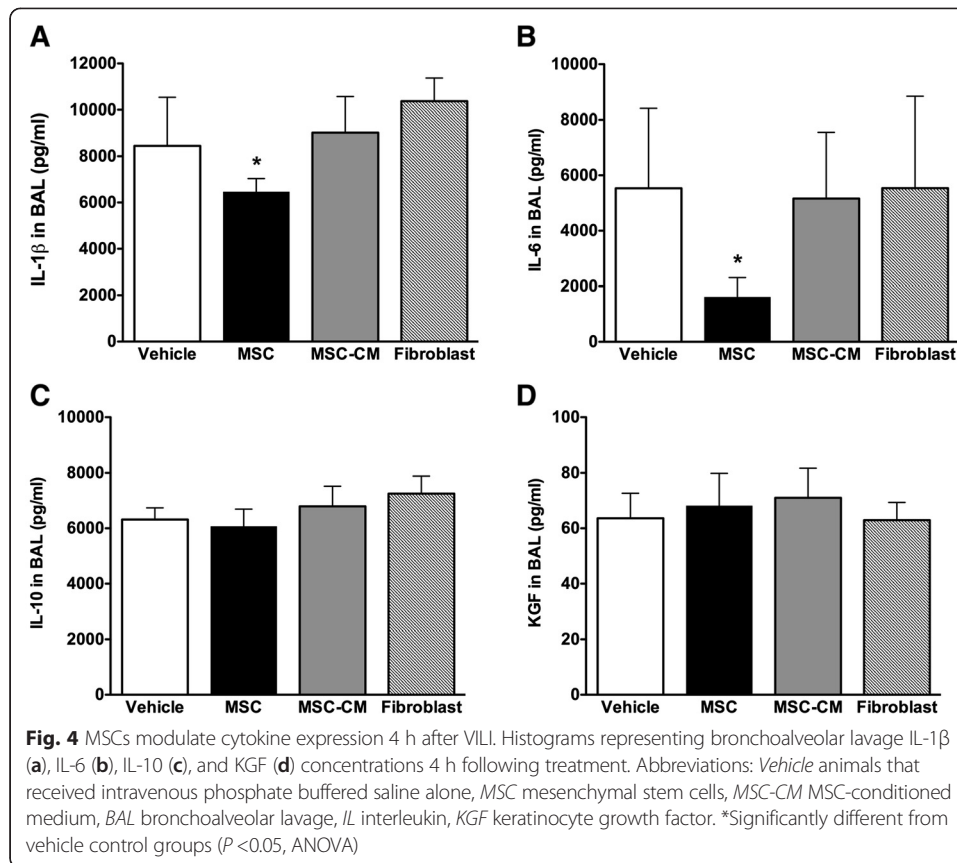 A
B
IL-1β in BAL (pg/ml)
10000
12000
8000
6000
4000
2000
0
*
Vehicle MSC MSC-CM Fibroblast
IL-6 in BAL (pg/ml)
10000
8000
6000
4000
2000
0
*
Vehicle MSC MSC-CM Fibroblast
C
D
IL-10 in BAL (pg/ml)
10000
8000
6000
4000
2000
0
Vehicle MSC MSC-CM Fibroblast
KGF in BAL (pg/ml)
100
80
60
40
20
0
Vehicle MSC MSC-CM Fibroblast
Fig. 4 MSCs modulate cytokine expression 4 h after VILI. Histograms representing bronchoalveolar lavage IL-1β
(a), IL-6 (b), IL-10 (c), and KGF (d) concentrations 4 h following treatment. Abbreviations: Vehicle animals that
received intravenous phosphate buffered saline alone, MSC mesenchymal stem cells, MSC-CM MSC-conditioned
medium, BAL bronchoalveolar lavage, IL interleukin, KGF keratinocyte growth factor. *Significantly different from
vehicle control groups (P <0.05, ANOVA)